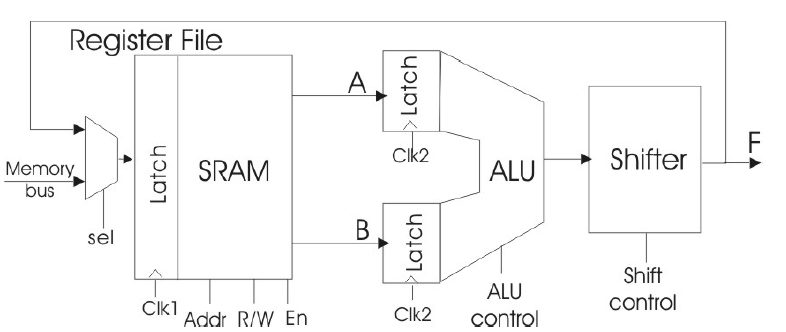 Register File
Memory
bus
sel
Latch
SRAM
Clk1
Addr
R/W
En
A
B
Latch
Clk2
Latch
Clk2
ALU
ALU
control
Shifter
Shift
control
F